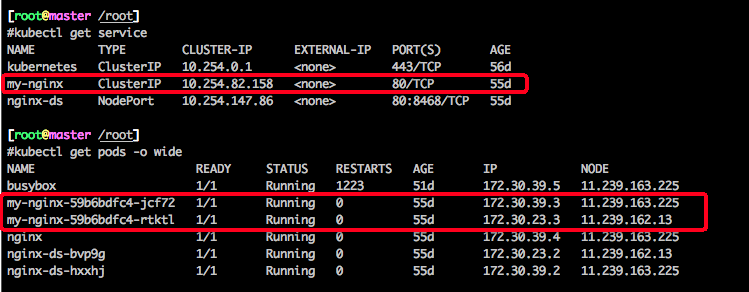 [root@master /root]
#kubectl get service
NAME TYPE CLUSTER-IP EXTERNAL-IP PORT(S) AGE
kubernetes ClusterIP 10.254.0.1 <none> 443/TCP 56d
my-nginx ClusterIP 10.254.82.158 <none> 80/TCP 55d
nginx-ds NodePort 10.254.147.86 <none> 80:8468/TCP 55d
[root@master /root]
#kubectl get pods -o wide
NAME READY STATUS RESTARTS AGE IP NODE
busybox 1/1 Running 1223 51d 172.30.39.5 11.239.163.225
my-nginx-59b6bdfc4-jcf72 1/1 Running 0 55d 172.30.39.3 11.239.163.225
my-nginx-59b6bdfc4-rtktl 1/1 Running 0 55d 172.30.23.3 11.239.162.13
nginx 1/1 Running 0 55d 172.30.39.4 11.239.163.225
nginx-ds-bvp9g 1/1 Running 0 55d 172.30.23.2 11.239.162.13
nginx-ds-hxxhj 1/1 Running 0 55d 172.30.39.2 11.239.163.225